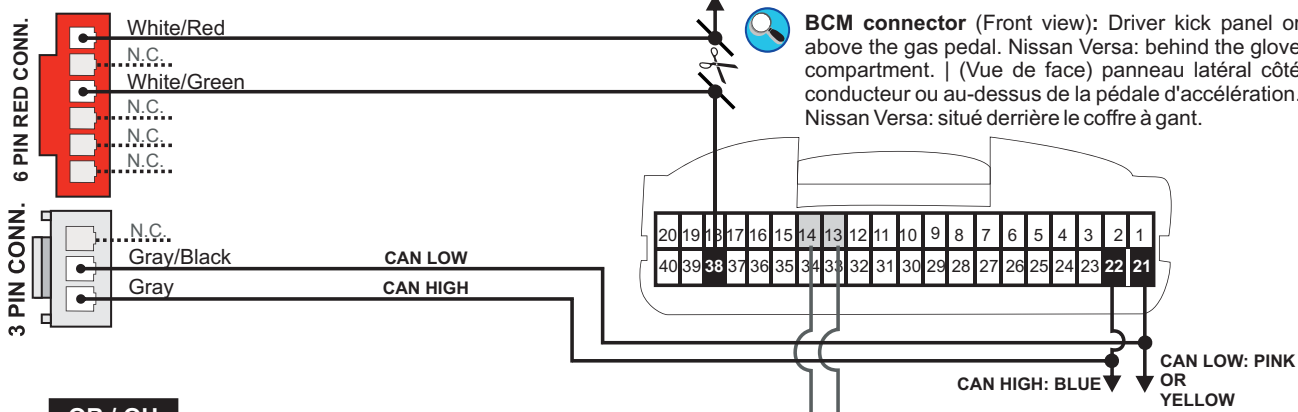 6 PIN RED CONN.
White/Red
N.C.
White/Green
N.C.
N.C.
N.C.
BCM connector (Front view): Driver kick panel or
above the gas pedal. Nissan Versa: behind the glove
compartment. | (Vue de face) panneau latéral côté
conducteur ou au-dessus de la pédale d'accélération.
Nissan Versa: situé derrière le coffre à gant.
3 PIN CONN.
N.C.
Gray/Black
CAN LOW
Gray
CAN HIGH
20 19 18 17 16 15 14 13 12 11 10 9 8 7 6 5 4 3 2 1
40 39 38 37 36 35 34 33 32 31 30 29 28 27 26 25 24 23 22 21
CAN HIGH: BLUE
CAN LOW: PINK
OR
YELLOW
OR / OU